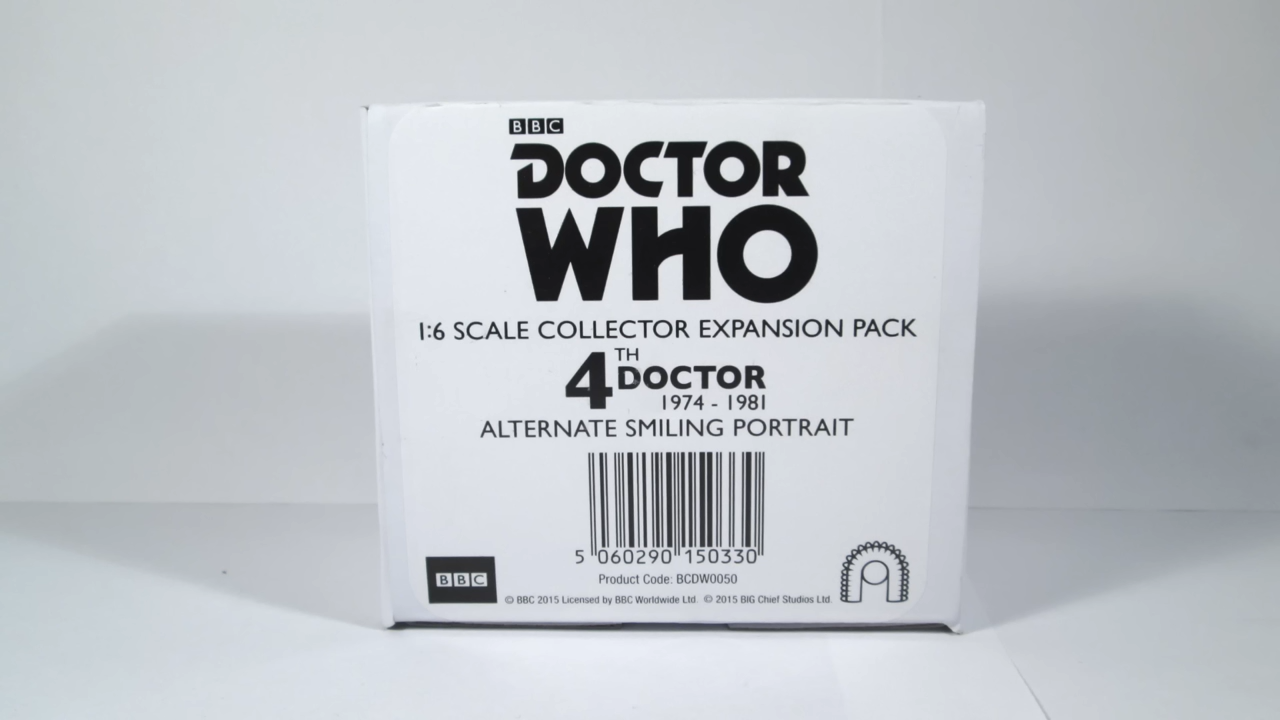 BBC
DOCTOR
WHO
1:6 SCALE COLLECTOR EXPANSION PACK
4TH DOCTOR
1974 - 1981
ALTERNATE SMILING PORTRAIT
5 060290 150330
Product Code: BCDW0050
BBC
© BBC 2015 Licensed by BBC Worldwide Ltd. © 2015 BIG Chief Studios Ltd.